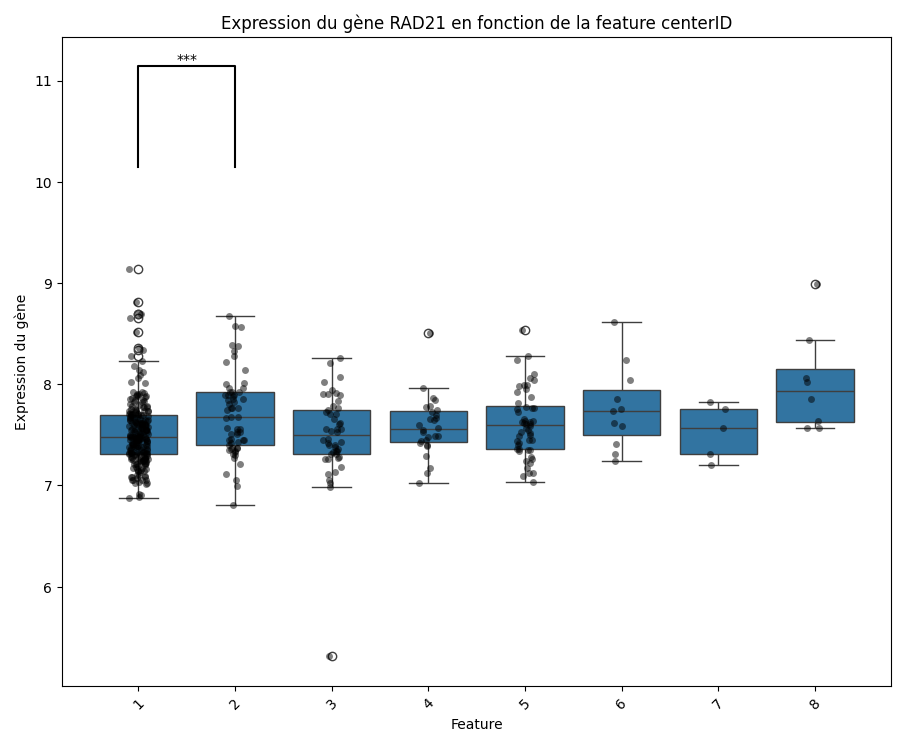 Expression du gène RAD21 en fonction de la feature centerID
***
11
10
9
8
7
6
Expression du gène
1 2 3 4 5 6 7 8
Feature